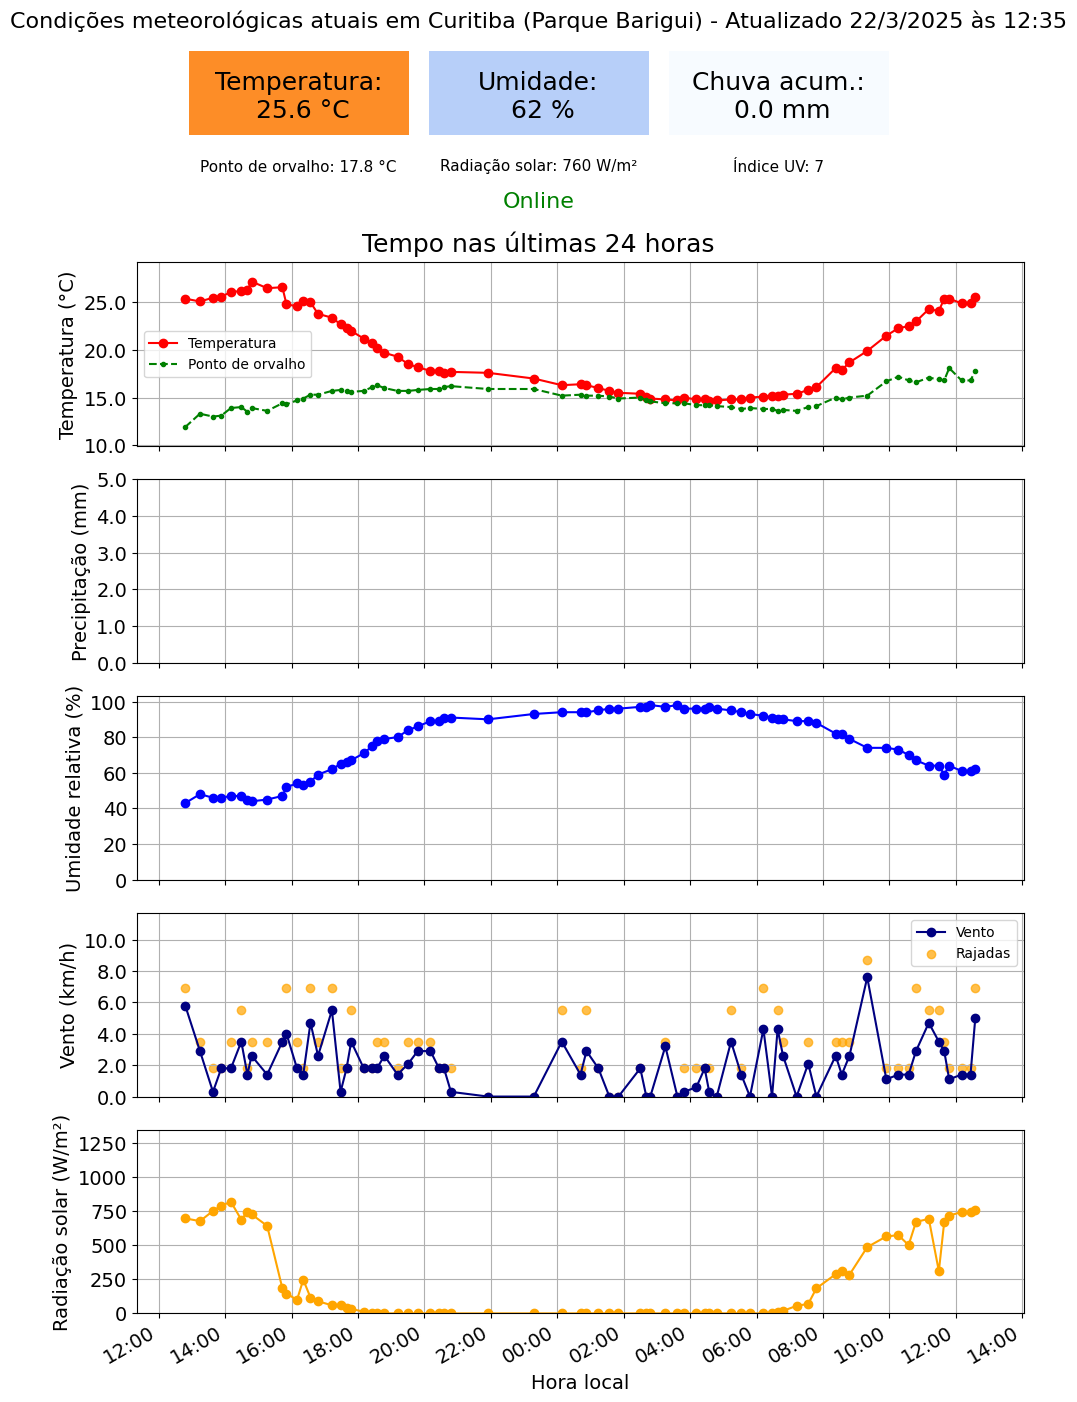 Condições meteorológicas atuais em Curitiba (Parque Barigui) - Atualizado 22/3/2025 às 12:35
Temperatura:
25.6 °C
Umidade:
62 %
Chuva acum.:
0.0 mm
Ponto de orvalho: 17.8 °C
Radiação solar: 760 W/m²
Índice UV: 7
Online
Tempo nas últimas 24 horas
Temperatura (°C)
25.0
20.0
15.0
10.0
Temperatura
Ponto de orvalho
Precipitação (mm)
5.0
4.0
3.0
2.0
1.0
0.0
Umidade relativa (%)
100
80
60
40
20
0
Vento (km/h)
10.0
8.0
6.0
4.0
2.0
0.0
Vento
Rajadas
Radiação solar (W/m²)
1250
1000
750
500
250
0
12:00
14:00
16:00
18:00
20:00
22:00
00:00
02:00
04:00
06:00
08:00
10:00
12:00
14:00
Hora local